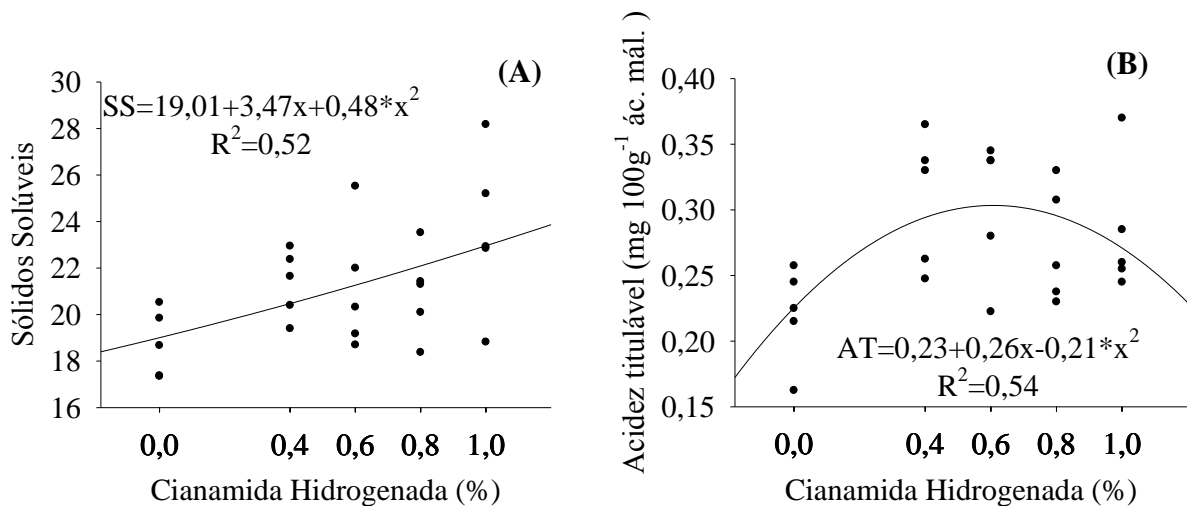 (A)
SS=19,01+3,47x+0,48*x²
R²=0,52
Sólidos Solúveis
30
28
26
24
22
20
18
16
0,0 0,4 0,6 0,8 1,0
Cianamida Hidrogenada (%)
(B)
Acidez titulável (mg 100g⁻¹ ác. mál. )
0,40
0,35
0,30
0,25
0,20
0,15
AT=0,23+0,26x-0,21*x²
R²=0,54
0,0 0,4 0,6 0,8 1,0
Cianamida Hidrogenada (%)